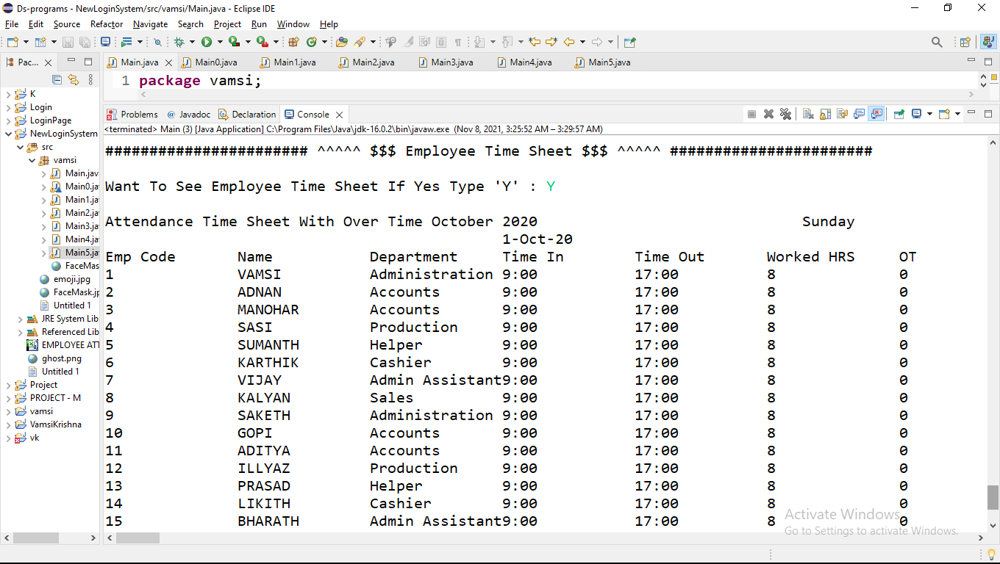 Ds-programs - NewLoginSystem/src/vamsi/Main.java - Eclipse IDE
File Edit Source Refactor Navigate Search Project Run Window Help
Pac... Main.java Main0.java Main1.java Main2.java Main3.java Main4.java Main5.java
1 package vamsi;
K
Login
LoginPage
NewLoginSystem
src
vamsi
Main.jav
Main0.ja
Main1.ja
Main2.ja
Main3.ja
Main4.ja
Main5.ja
FaceMas
emoji.jpg
FaceMask.jp
Untitled 1
JRE System Lib
Referenced Lib
EMPLOYEE ATT
ghost.png
Untitled 1
Project
PROJECT - M
vamsi
VamsiKrishna
vk
Problems @ Javadoc Declaration Console
<terminated> Main (3) [Java Application] C:\Program Files\Java\jdk-16.0.2\bin\javaw.exe (Nov 8, 2021, 3:25:52 AM – 3:29:57 AM)
####################### ^^^^^ $$$ Employee Time Sheet $$$ ^^^^^ #######################
Want To See Employee Time Sheet If Yes Type 'Y' : Y
Attendance Time Sheet With Over Time October 2020 Sunday
1-Oct-20
Emp Code Name Department Time In Time Out Worked HRS OT
1 VAMSI Administration 9:00 17:00 8 0
2 ADNAN Accounts 9:00 17:00 8 0
3 MANOHAR Accounts 9:00 17:00 8 0
4 SASI Production 9:00 17:00 8 0
5 SUMANTH Helper 9:00 17:00 8 0
6 KARTHIK Cashier 9:00 17:00 8 0
7 VIJAY Admin Assistant9:00 17:00 8 0
8 KALYAN Sales 9:00 17:00 8 0
9 SAKETH Administration 9:00 17:00 8 0
10 GOPI Accounts 9:00 17:00 8 0
11 ADITYA Accounts 9:00 17:00 8 0
12 ILLYAZ Production 9:00 17:00 8 0
13 PRASAD Helper 9:00 17:00 8 0
14 LIKITH Cashier 9:00 17:00 8 0
15 BHARATH Admin Assistant9:00 17:00 8 0
Activate Windows
Go to Settings to activate Windows.